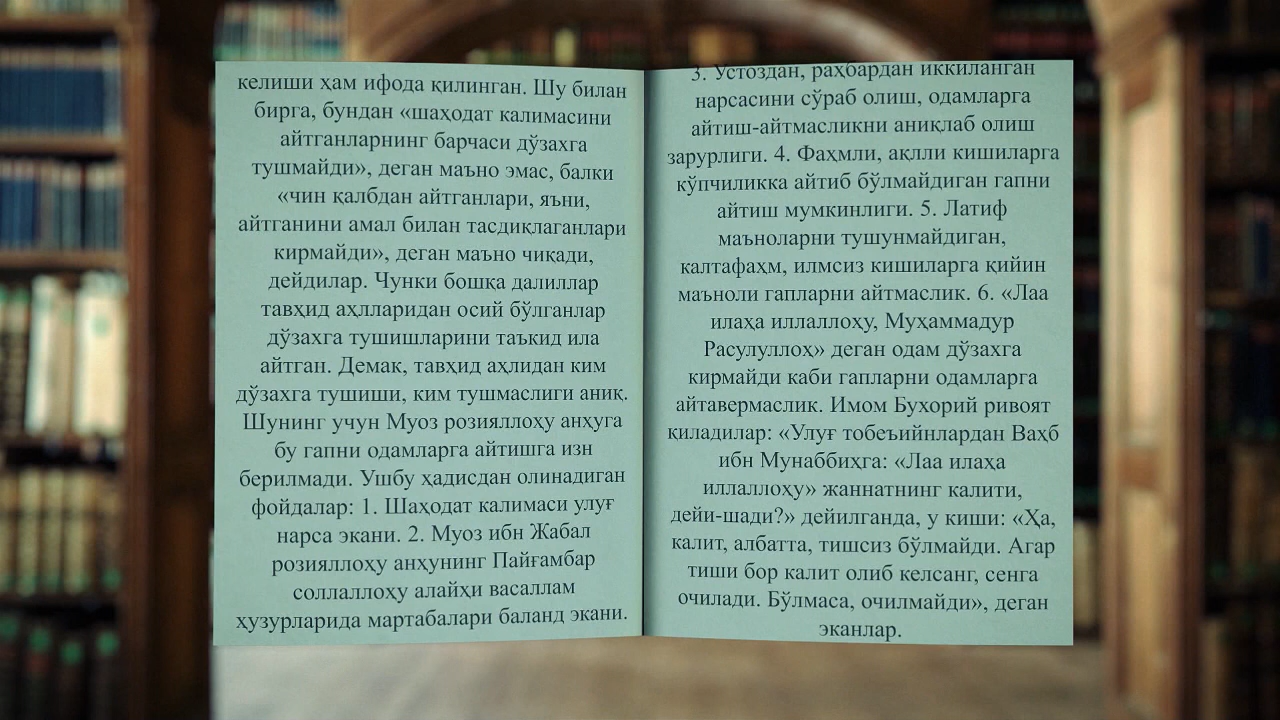 келиши ҳам ифода қилинган. Шу билан
бирга, бундан «шаҳодат калимасини
айтганларнинг барчаси дўзахга
тушмайди», деган маъно эмас, балки
«чин қалбдан айтганлари, яъни,
айтганини амал билан тасдиқлаганлари
кирмайди», деган маъно чиқади,
дейдилар. Чунки бошқа далиллар
тавҳид аҳлларидан осий бўлганлар
дўзахга тушишларини таъкид ила
айтган. Демак, тавҳид аҳлидан ким
дўзахга тушиши, ким тушмаслиги аниқ.
Шунинг учун Муоз розияллоҳу анҳуга
бу гапни одамларга айтишга изн
берилмади. Ушбу ҳадисдан олинадиган
фойдалар: 1. Шаҳодат калимаси улуғ
нарса экани. 2. Муоз ибн Жабал
розияллоҳу анҳунинг Пайғамбар
соллаллоҳу алайҳи васаллам
ҳузурларида мартабалари баланд экани.
3. Устоздан, раҳбардан иккиланган
нарсасини сўраб олиш, одамларга
айтиш-айтмасликни аниқлаб олиш
зарурлиги. 4. Фаҳмли, ақлли кишиларга
кўпчиликка айтиб бўлмайдиган гапни
айтиш мумкинлиги. 5. Латиф
маъноларни тушунмайдиган,
калтафаҳм, илмсиз кишиларга қийин
маъноли гапларни айтмаслик. 6. «Лаа
илаҳа иллаллоҳу, Муҳаммадур
Расулуллоҳ» деган одам дўзахга
кирмайди каби гапларни одамларга
айтавермаслик. Имом Бухорий ривоят
қиладилар: «Улуғ тобеъийнлардан Ваҳб
ибн Мунаббиҳга: «Лаа илаҳа
иллаллоҳу» жаннатнинг калити,
дейи-шади?» дейилганда, у киши: «Ҳа,
калит, албатта, тишсиз бўлмайди. Агар
тиши бор калит олиб келсанг, сенга
очилади. Бўлмаса, очилмайди», деган
эканлар.